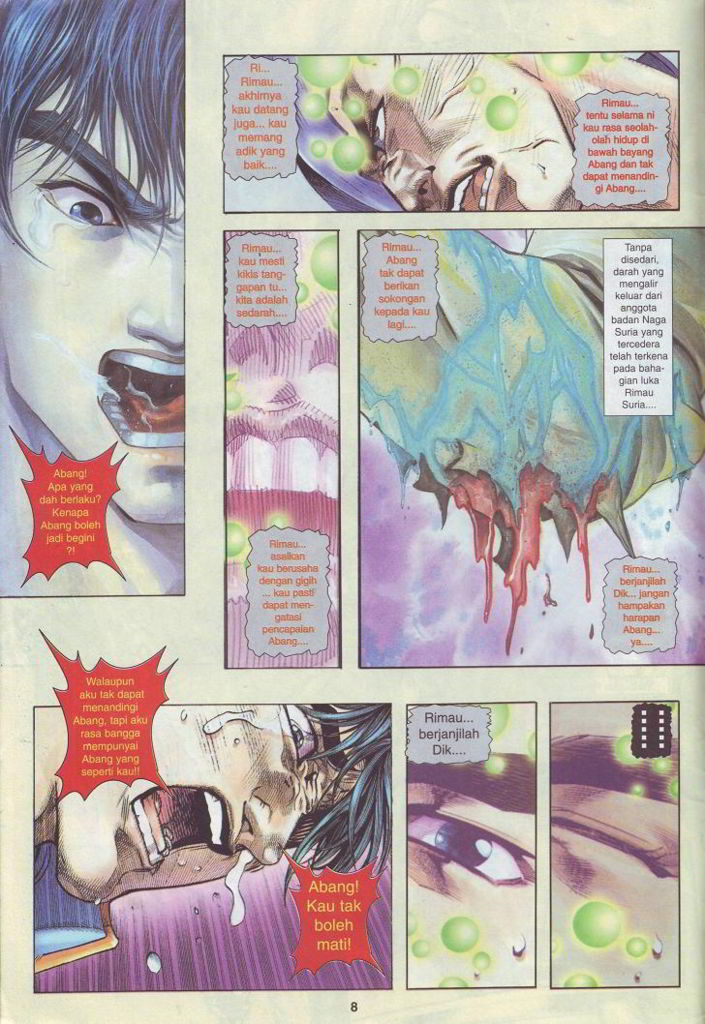 Abang!
Apa yang
dah berlaku?
Kenapa
Abang boleh
jadi begini
?!
Ri...
Rimau...
akhirnya
kau datang
juga... kau
memang
adik yang
baik....
Rimau...
tentu selama ni
kau rasa seolah-
olah hidup di
bawah bayang
Abang dan tak
dapat menandin-
gi Abang....
Rimau...
kau mesti
kikis tang-
gapan tu...
kita adalah
sedarah....
Rimau...
asalkan
kau berusaha
dengan gigih
... kau pasti
dapat men-
gatasi
pencapaian
Abang....
Rimau...
Abang
tak dapat
berikan
sokongan
kepada kau
lagi....
Tanpa
disedari,
darah yang
mengalir
keluar dari
anggota
badan Naga
Suria yang
tercedera
telah terkena
pada baha-
gian luka
Rimau
Suria....
Rimau...
berjanjilah
Dik... jangan
hampakan
harapan
Abang...
ya....
Walaupun
aku tak dapat
menandingi
Abang, tapi aku
rasa bangga
mempunyai
Abang yang
seperti kau!!
Abang!
Kau tak
boleh
mati!
Rimau...
berjanjilah
Dik....
8